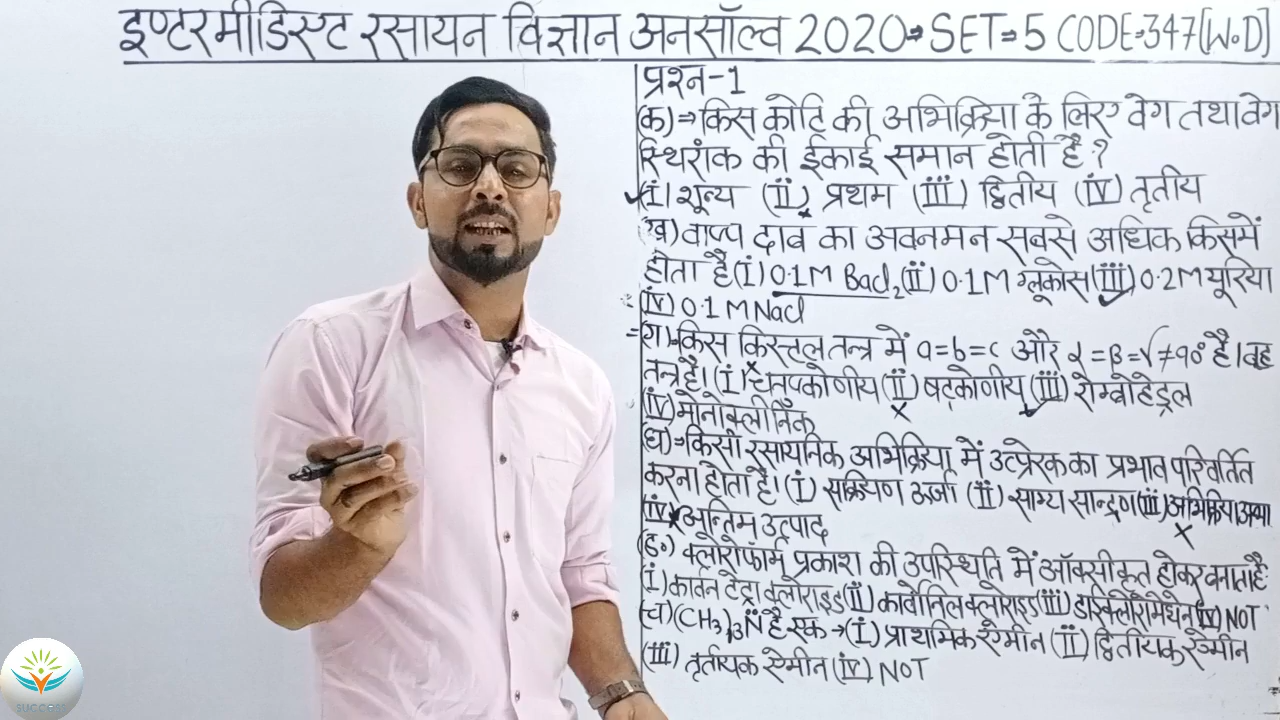 इण्टरमीडिएट रसायन विज्ञान अनसॉल्व 2020→SET→5 CODE→347[W.D]
प्रश्न-1
(क)→किस कोटि की अभिक्रिया के लिए वेग तथा वेग
स्थिरांक की ईकाई समान होती है?
(i) शून्य (ii) प्रथम (iii) द्वितीय (iv) तृतीय
(ख) वाष्प दाब का अवनमन सबसे अधिक किसमें
होता है (i) 0.1M Bacl₂ (ii) 0.1M ग्लूकोस (iii) 0.2M यूरिया
(iv) 0.1 M Nacl
(ग)→किस क्रिस्टल तन्त्र में a=b=c और α=β=γ≠90° है। वह
तन्त्र है। (i) चतुष्कोणीय (ii) षट्कोणीय (iii) रोम्बोहेड्रल
(iv) मोनोक्लीनिक
(घ)→किसी रसायनिक अभिक्रिया में उत्प्रेरक का प्रभाव परिवर्तित
करना होता है। (i) सक्रियण ऊर्जा (ii) साम्य सान्द्रण (iii) अभिक्रिया ऊष्मा
(iv) अन्तिम उत्पाद
(ङ) क्लोरोफॉर्म प्रकाश की उपस्थिति में ऑक्सीकृत होकर बनाता है
(i) कार्बन टेट्रा क्लोराइड (ii) कार्बोनिल क्लोराइड (iii) डाईक्लोरोमेथेन (iv) NOT
(च) (CH₃)₃N̈ है एक →(i) प्राथमिक एमीन (ii) द्वितीयक एमीन
(iii) तृतीयक ऐमीन (iv) NOT
SUCCESS